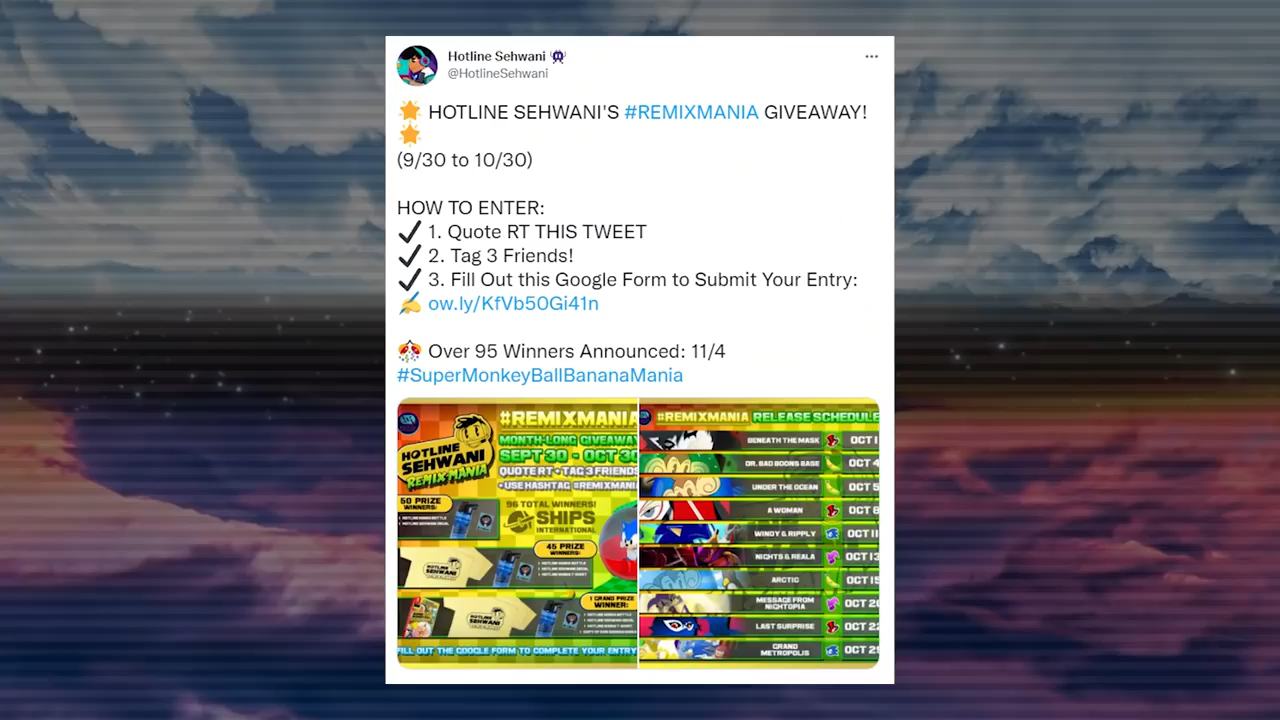 Hotline Sehwani
@HotlineSehwani
HOTLINE SEHWANI'S #REMIXMANIA GIVEAWAY!
(9/30 to 10/30)
HOW TO ENTER:
1. Quote RT THIS TWEET
2. Tag 3 Friends!
3. Fill Out this Google Form to Submit Your Entry:
ow.ly/KfVb50Gi41n
Over 95 Winners Announced: 11/4
#SuperMonkeyBallBananaMania
HOTLINE
SEHWANI
REMIX MANIA
#REMIXMANIA
MONTH-LONG GIVEAWAY
SEPT 30 - OCT 30
QUOTE RT + TAG 3 FRIENDS
+ USE HASHTAG #REMIXMANIA
50 PRIZE
WINNERS:
96 TOTAL WINNERS!
SHIPS
INTERNATIONAL
45 PRIZE
WINNERS:
HOTLINE
SEHWANI
1 GRAND PRIZE
WINNER:
HOTLINE
SEHWANI
FILL OUT THE GOOGLE FORM TO COMPLETE YOUR ENTRY
#REMIXMANIA RELEASE SCHEDULE
BENEATH THE MASK OCT 1
DR. BAD BOONS BASE OCT 4
UNDER THE OCEAN OCT 5
A WOMAN OCT 8
WINDY & RIPPLY OCT 11
NIGHTS & REALA OCT 13
ARCTIC OCT 15
MESSAGE FROM
NIGHTOPIA OCT 20
LAST SURPRISE OCT 22
GRAND
METROPOLIS OCT 29